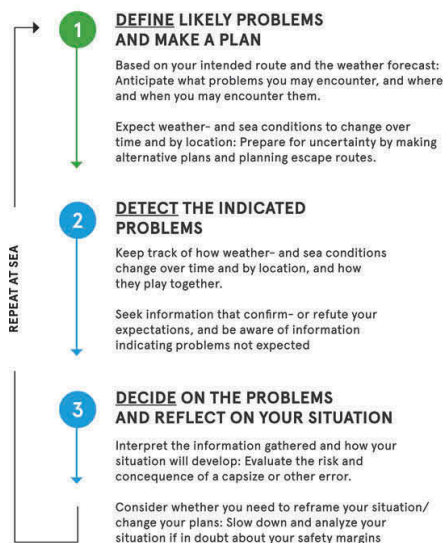 1
DEFINE LIKELY PROBLEMS
AND MAKE A PLAN
Based on your intended route and the weather forecast:
Anticipate what problems you may encounter, and where
and when you may encounter them.
Expect weather- and sea conditions to change over
time and by location: Prepare for uncertainty by making
alternative plans and planning escape routes.
2
DETECT THE INDICATED
PROBLEMS
Keep track of how weather- and sea conditions
change over time and by location, and how
they play together.
Seek information that confirm- or refute your
expectations, and be aware of information
indicating problems not expected
REPEAT AT SEA
3
DECIDE ON THE PROBLEMS
AND REFLECT ON YOUR SITUATION
Interpret the information gathered and how your
situation will develop: Evaluate the risk and
concequence of a capsize or other error.
Consider whether you need to reframe your situation/
change your plans: Slow down and analyze your
situation if in doubt about your safety margins